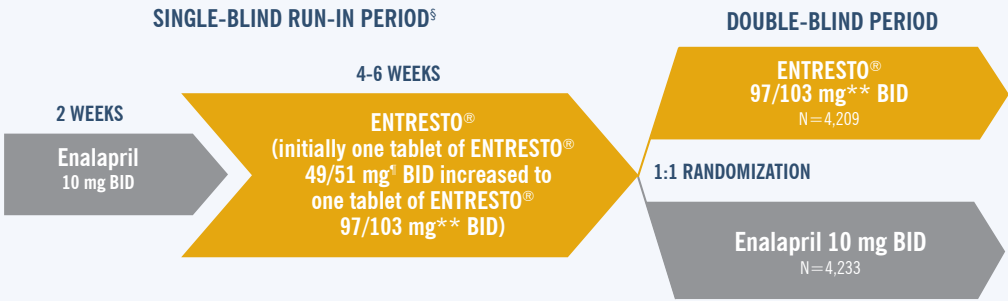 SINGLE-BLIND RUN-IN PERIOD§
DOUBLE-BLIND PERIOD
2 WEEKS
Enalapril
10 mg BID
4-6 WEEKS
ENTRESTO®
(initially one tablet of ENTRESTO®
49/51 mg¶ BID increased to
one tablet of ENTRESTO®
97/103 mg** BID)
ENTRESTO®
97/103 mg** BID
N=4,209
1:1 RANDOMIZATION
Enalapril 10 mg BID
N=4,233